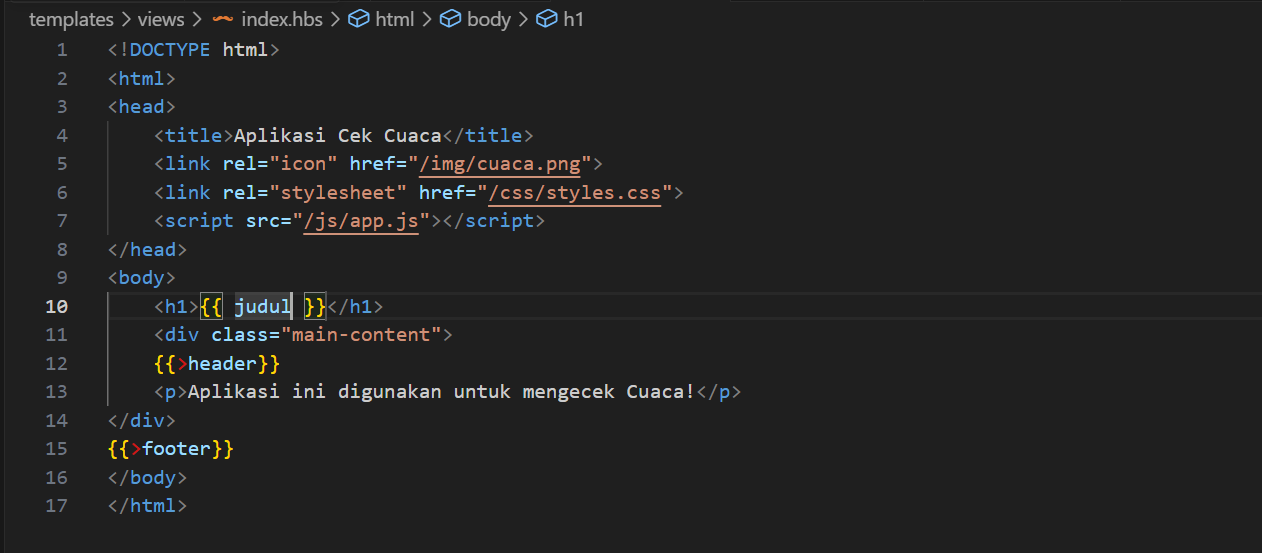 templates > views > index.hbs > html > body > h1
1 <!DOCTYPE html>
2 <html>
3 <head>
4     <title>Aplikasi Cek Cuaca</title>
5     <link rel="icon" href="/img/cuaca.png">
6     <link rel="stylesheet" href="/css/styles.css">
7     <script src="/js/app.js"></script>
8 </head>
9 <body>
10     <h1>{{ judul }}</h1>
11     <div class="main-content">
12     {{>header}}
13     <p>Aplikasi ini digunakan untuk mengecek Cuaca!</p>
14 </div>
15 {{>footer}}
16 </body>
17 </html>